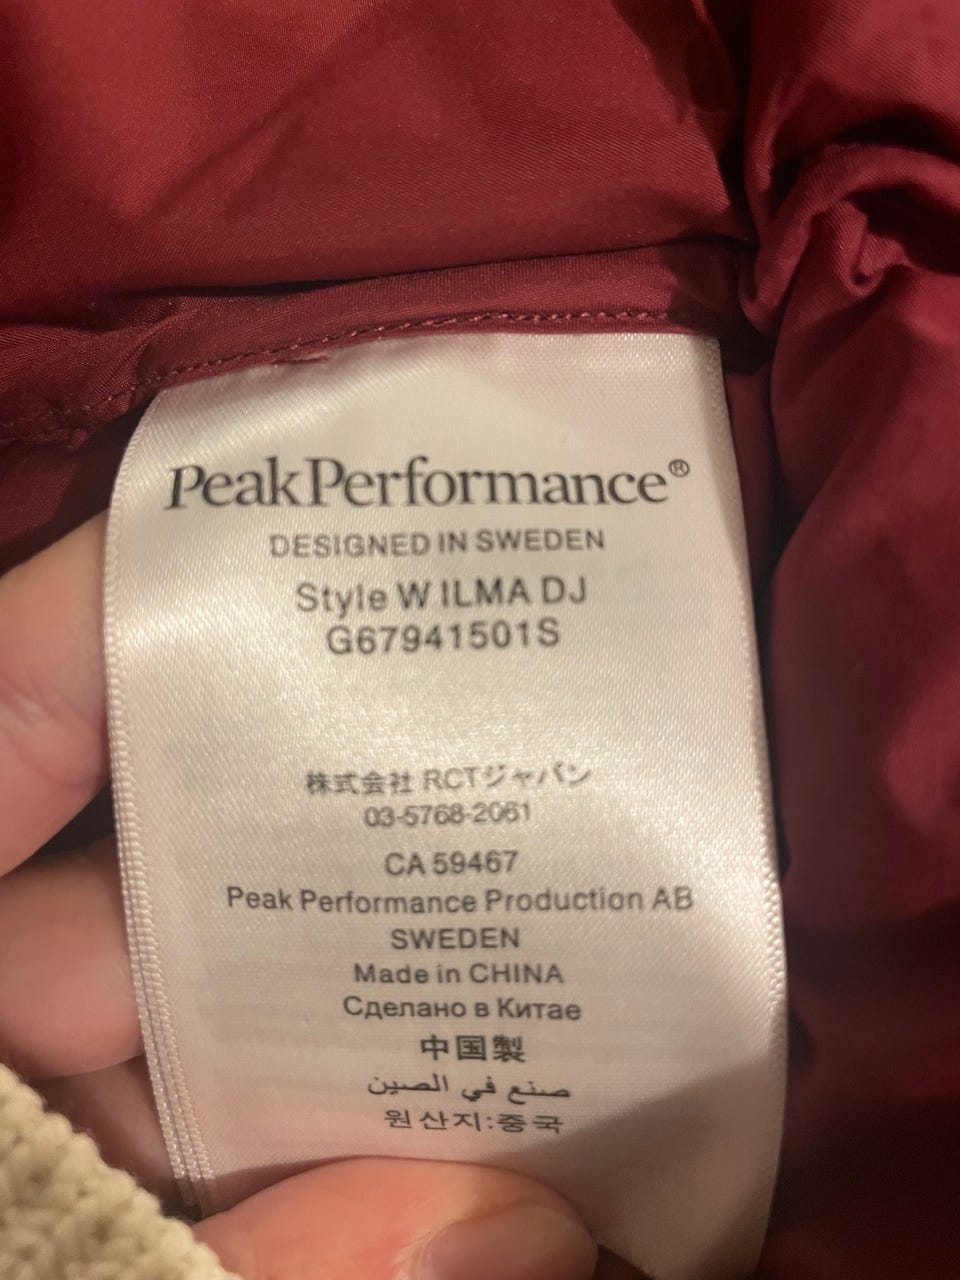 PeakPerformance®
DESIGNED IN SWEDEN
Style W ILMA DJ
G67941501S
株式会社 RCTジャパン
03-5768-2061
CA 59467
Peak Performance Production AB
SWEDEN
Made in CHINA
Сделано в Китае
中国製
صنع في الصين
원산지:중국